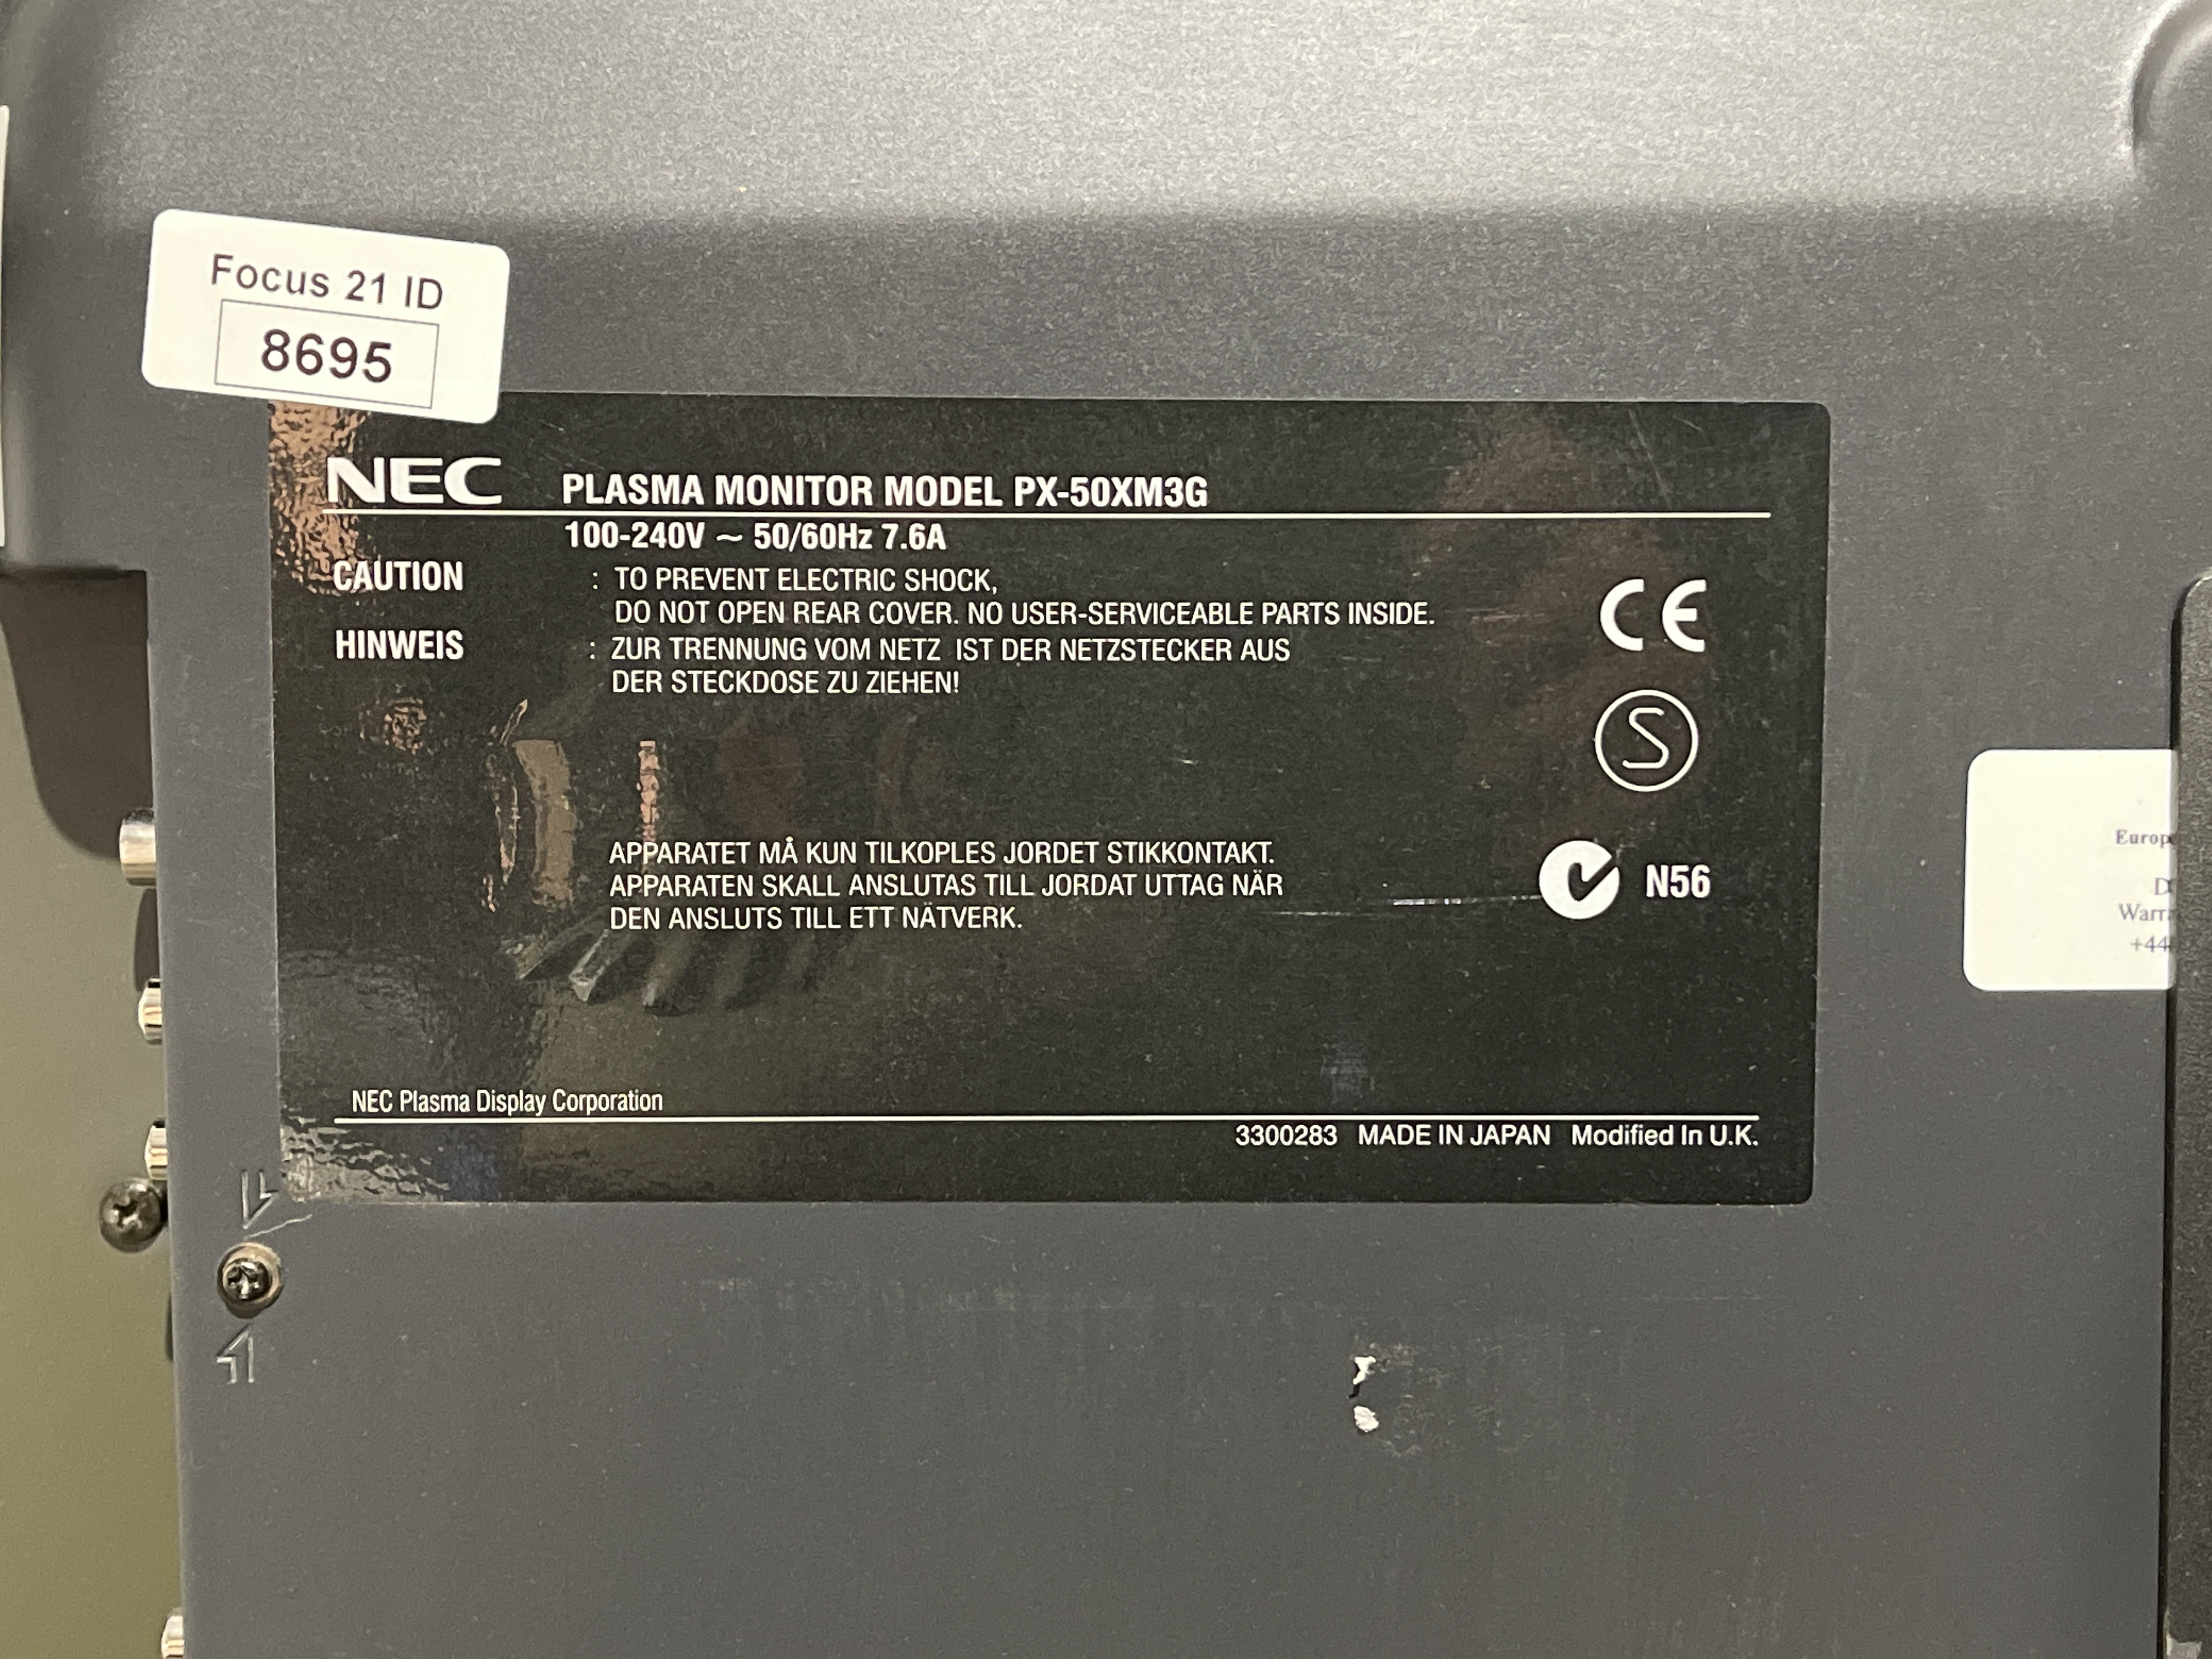 Focus 21 ID
8695
NEC PLASMA MONITOR MODEL PX-50XM3G
100-240V ~ 50/60Hz 7.6A
CAUTION : TO PREVENT ELECTRIC SHOCK,
DO NOT OPEN REAR COVER. NO USER-SERVICEABLE PARTS INSIDE.
HINWEIS : ZUR TRENNUNG VOM NETZ IST DER NETZSTECKER AUS
DER STECKDOSE ZU ZIEHEN!
CE
S
APPARATET MÅ KUN TILKOPLES JORDET STIKKONTAKT.
APPARATEN SKALL ANSLUTAS TILL JORDAT UTTAG NÄR
DEN ANSLUTS TILL ETT NÄTVERK.
N56
NEC Plasma Display Corporation
3300283 MADE IN JAPAN Modified In U.K.
+44